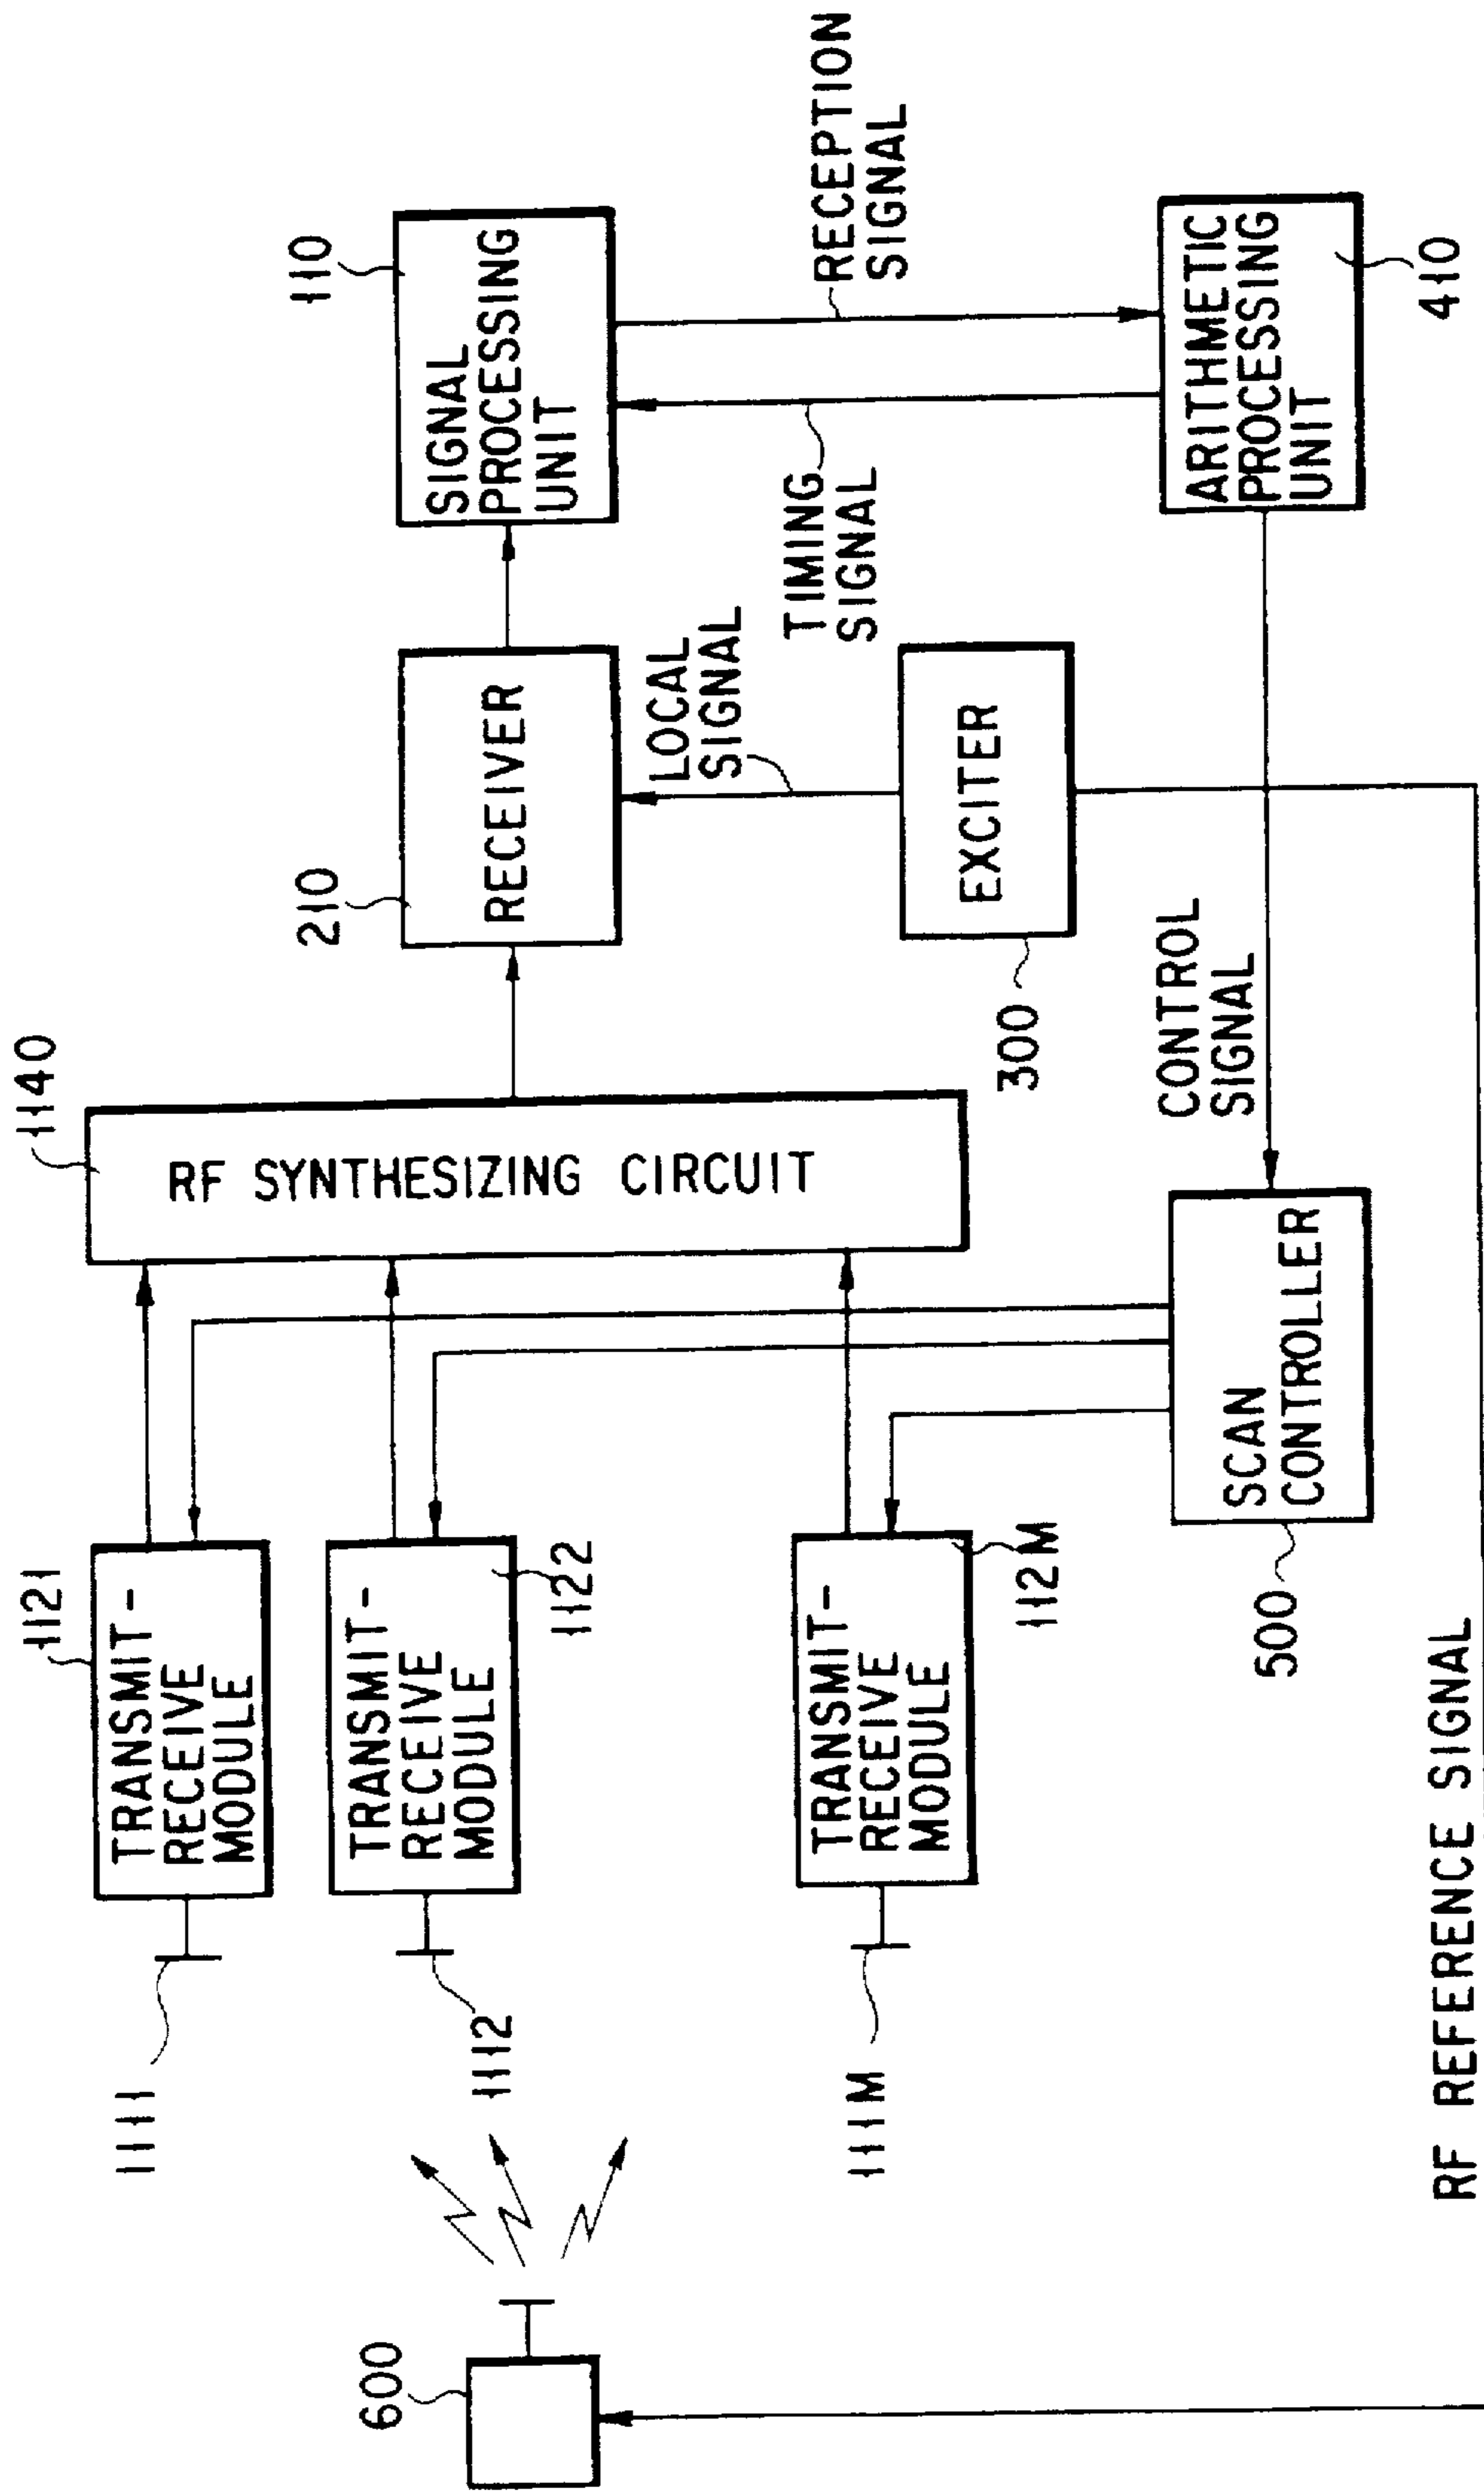 1121
TRANSMIT-
RECEIVE
MODULE
1111
1122
TRANSMIT-
RECEIVE
MODULE
1112
112M
TRANSMIT-
RECEIVE
MODULE
111M
600
1140
RF SYNTHESIZING CIRCUIT
210
RECEIVER
110
SIGNAL
PROCESSING
UNIT
LOCAL
SIGNAL
TIMING
SIGNAL
RECEPTION
SIGNAL
EXCITER
300
CONTROL
SIGNAL
SCAN
CONTROLLER
500
ARITHMETIC
PROCESSING
UNIT
410
RF REFERENCE SIGNAL